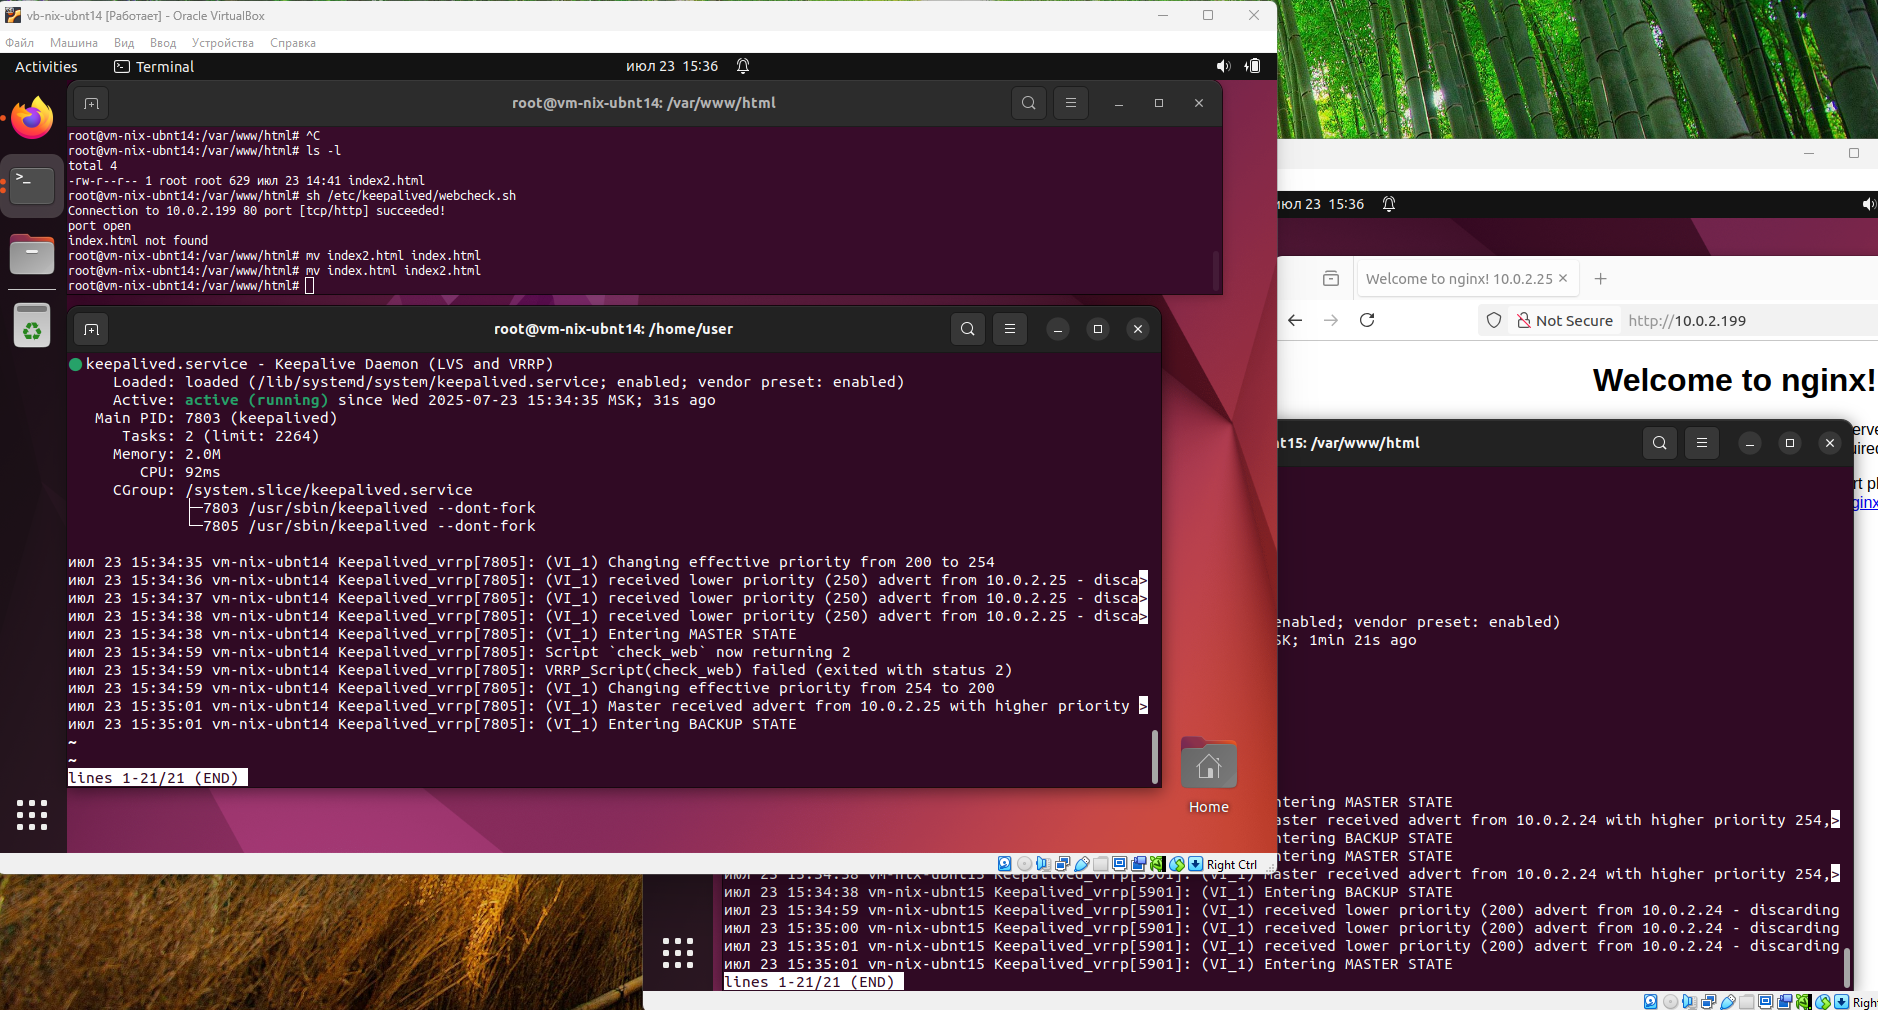 vb-nix-ubnt14 [Работает] - Oracle VirtualBox
Файл Машина Вид Ввод Устройства Справка
Activities Terminal июл 23 15:36
root@vm-nix-ubnt14: /var/www/html
root@vm-nix-ubnt14:/var/www/html# ^C
root@vm-nix-ubnt14:/var/www/html# ls -l
total 4
-rw-r--r-- 1 root root 629 июл 23 14:41 index2.html
root@vm-nix-ubnt14:/var/www/html# sh /etc/keepalived/webcheck.sh
Connection to 10.0.2.199 80 port [tcp/http] succeeded!
port open
index.html not found
root@vm-nix-ubnt14:/var/www/html# mv index2.html index.html
root@vm-nix-ubnt14:/var/www/html# mv index.html index2.html
root@vm-nix-ubnt14:/var/www/html#
root@vm-nix-ubnt14: /home/user
keepalived.service - Keepalive Daemon (LVS and VRRP)
Loaded: loaded (/lib/systemd/system/keepalived.service; enabled; vendor preset: enabled)
Active: active (running) since Wed 2025-07-23 15:34:35 MSK; 31s ago
Main PID: 7803 (keepalived)
Tasks: 2 (limit: 2264)
Memory: 2.0M
CPU: 92ms
CGroup: /system.slice/keepalived.service
├─7803 /usr/sbin/keepalived --dont-fork
└─7805 /usr/sbin/keepalived --dont-fork
июл 23 15:34:35 vm-nix-ubnt14 Keepalived_vrrp[7805]: (VI_1) Changing effective priority from 200 to 254
июл 23 15:34:36 vm-nix-ubnt14 Keepalived_vrrp[7805]: (VI_1) received lower priority (250) advert from 10.0.2.25 - disca>
июл 23 15:34:37 vm-nix-ubnt14 Keepalived_vrrp[7805]: (VI_1) received lower priority (250) advert from 10.0.2.25 - disca>
июл 23 15:34:38 vm-nix-ubnt14 Keepalived_vrrp[7805]: (VI_1) received lower priority (250) advert from 10.0.2.25 - disca>
июл 23 15:34:38 vm-nix-ubnt14 Keepalived_vrrp[7805]: (VI_1) Entering MASTER STATE
июл 23 15:34:59 vm-nix-ubnt14 Keepalived_vrrp[7805]: Script `check_web` now returning 2
июл 23 15:34:59 vm-nix-ubnt14 Keepalived_vrrp[7805]: VRRP_Script(check_web) failed (exited with status 2)
июл 23 15:34:59 vm-nix-ubnt14 Keepalived_vrrp[7805]: (VI_1) Changing effective priority from 254 to 200
июл 23 15:35:01 vm-nix-ubnt14 Keepalived_vrrp[7805]: (VI_1) Master received advert from 10.0.2.25 with higher priority >
июл 23 15:35:01 vm-nix-ubnt14 Keepalived_vrrp[7805]: (VI_1) Entering BACKUP STATE
~
~
lines 1-21/21 (END)
Home
Right Ctrl
июл 23 15:36
Welcome to nginx! 10.0.2.25
Not Secure http://10.0.2.199
Welcome to nginx!
nt15: /var/www/html
enabled; vendor preset: enabled)
SK; 1min 21s ago
ntering MASTER STATE
aster received advert from 10.0.2.24 with higher priority 254,>
ntering BACKUP STATE
ntering MASTER STATE
июл 23 15:34:38 vm-nix-ubnt15 Keepalived_vrrp[5901]: (VI_1) Master received advert from 10.0.2.24 with higher priority 254,>
июл 23 15:34:38 vm-nix-ubnt15 Keepalived_vrrp[5901]: (VI_1) Entering BACKUP STATE
июл 23 15:34:59 vm-nix-ubnt15 Keepalived_vrrp[5901]: (VI_1) received lower priority (200) advert from 10.0.2.24 - discarding
июл 23 15:35:00 vm-nix-ubnt15 Keepalived_vrrp[5901]: (VI_1) received lower priority (200) advert from 10.0.2.24 - discarding
июл 23 15:35:01 vm-nix-ubnt15 Keepalived_vrrp[5901]: (VI_1) received lower priority (200) advert from 10.0.2.24 - discarding
июл 23 15:35:01 vm-nix-ubnt15 Keepalived_vrrp[5901]: (VI_1) Entering MASTER STATE
lines 1-21/21 (END)
Righ